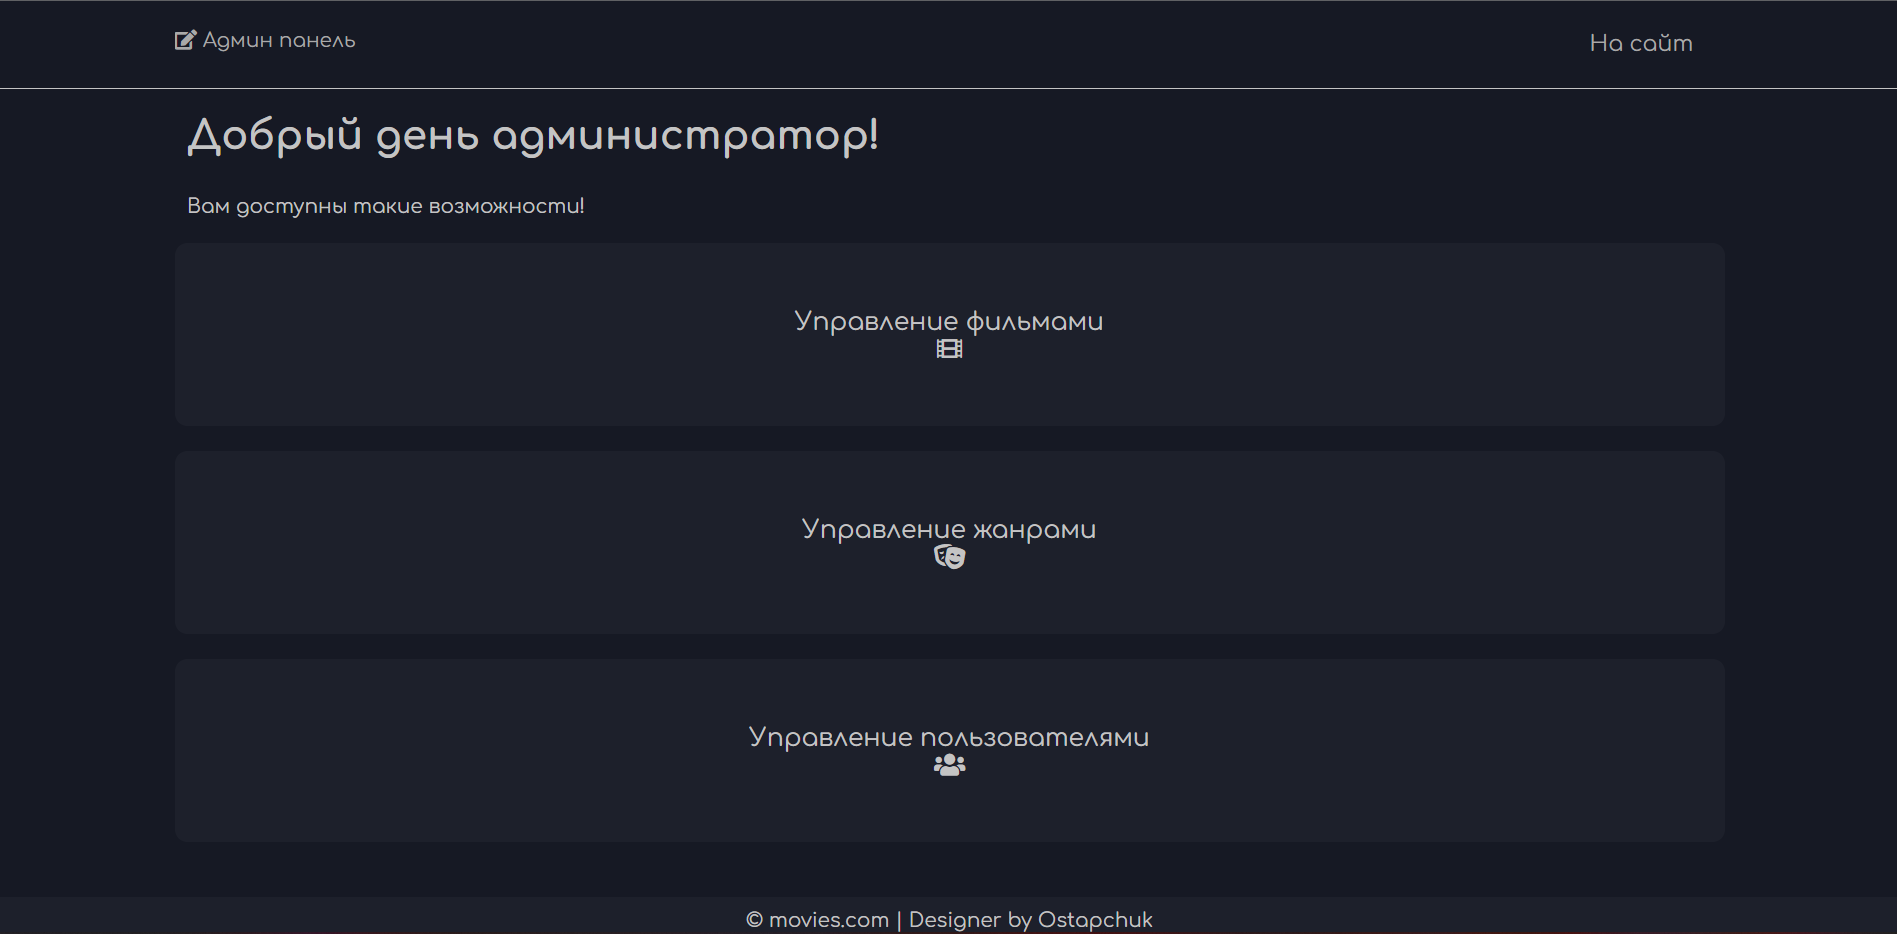 Админ панель
На сайт
Добрый день администратор!
Вам доступны такие возможности!
Управление фильмами
Управление жанрами
Управление пользователями
© movies.com | Designer by Ostapchuk